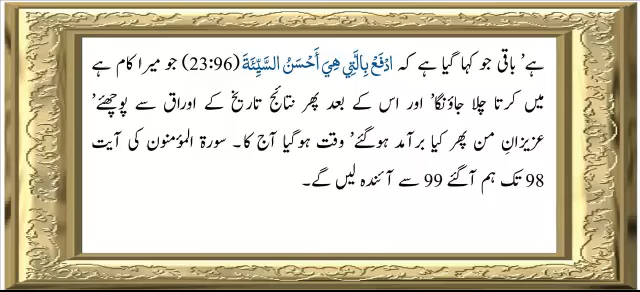 ہے’ باقی جو کہا گیا ہے کہ ادْفَعْ بِالَّتِي هِيَ أَحْسَنُ السَّيِّئَةَ (23:96) جو میرا کام ہے
میں کرتا چلا جاؤنگا’ اور اس کے بعد پھر نتائج تاریخ کے اوراق سے پوچھئے’
عزیزانِ من پھر کیا برآمد ہوگئے’ وقت ہوگیا آج کا۔ سورۃ المؤمنون کی آیت
98 تک ہم آگئے 99 سے آئندہ لیں گے۔